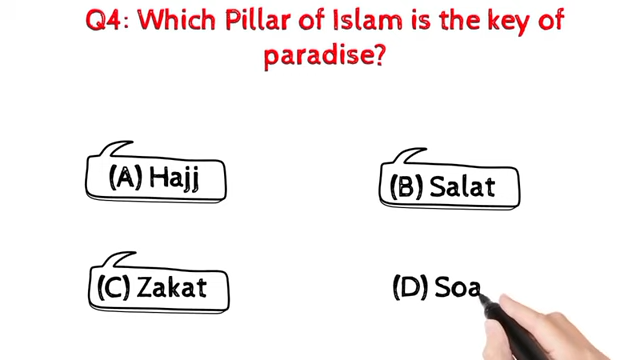 Q4: Which Pillar of Islam is the key of
paradise?
(A) Hajj
(B) Salat
(C) Zakat
(D) Soa